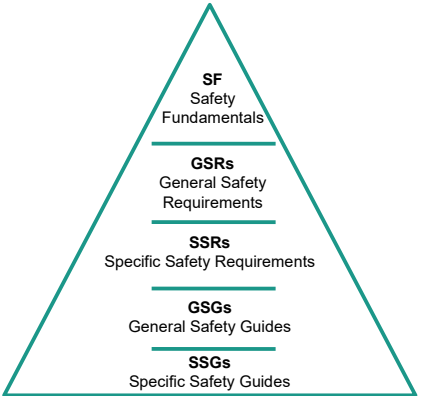 SF
Safety
Fundamentals
GSRs
General Safety
Requirements
SSRs
Specific Safety Requirements
GSGs
General Safety Guides
SSGs
Specific Safety Guides